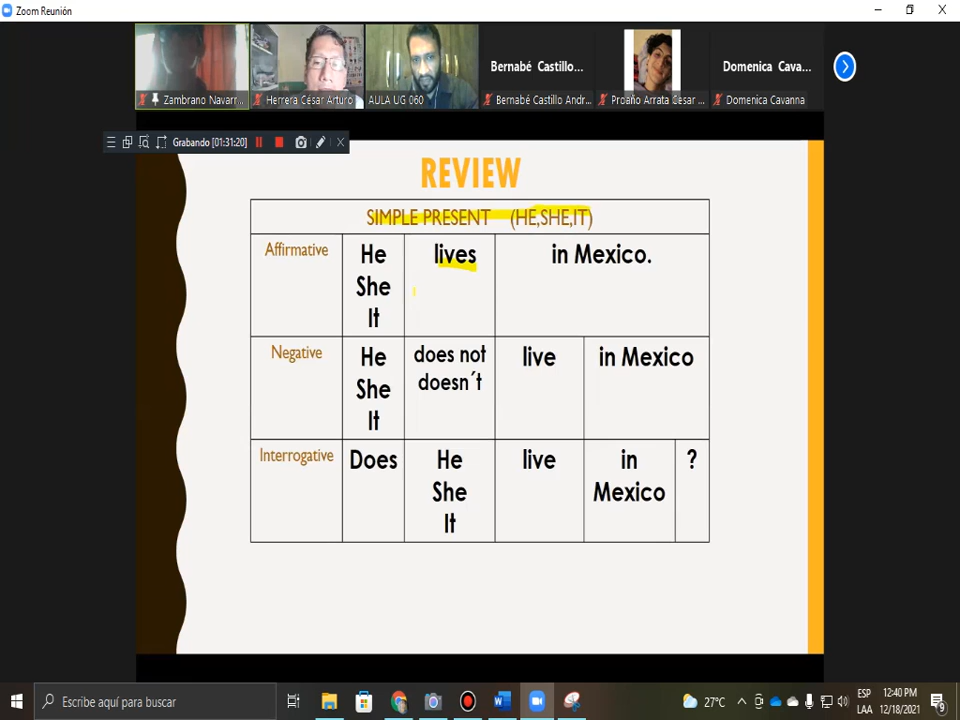 Zoom Reunión
Bernabé Castillo...
Domenica Cava...
Zambrano Navarr...
Herrera César Arturo
AULA UG 060
Bernabé Castillo Andr...
Proaño Arrata Cesar ...
Domenica Cavanna
Grabando [01:31:20]
REVIEW
SIMPLE PRESENT (HE,SHE,IT)
Affirmative
He
She
It
lives
in Mexico.
Negative
He
She
It
does not
doesn´t
live
in Mexico
Interrogative
Does
He
She
It
live
in
Mexico
?
Escribe aquí para buscar
27°C
ESP
LAA
12:40 PM
12/18/2021
9